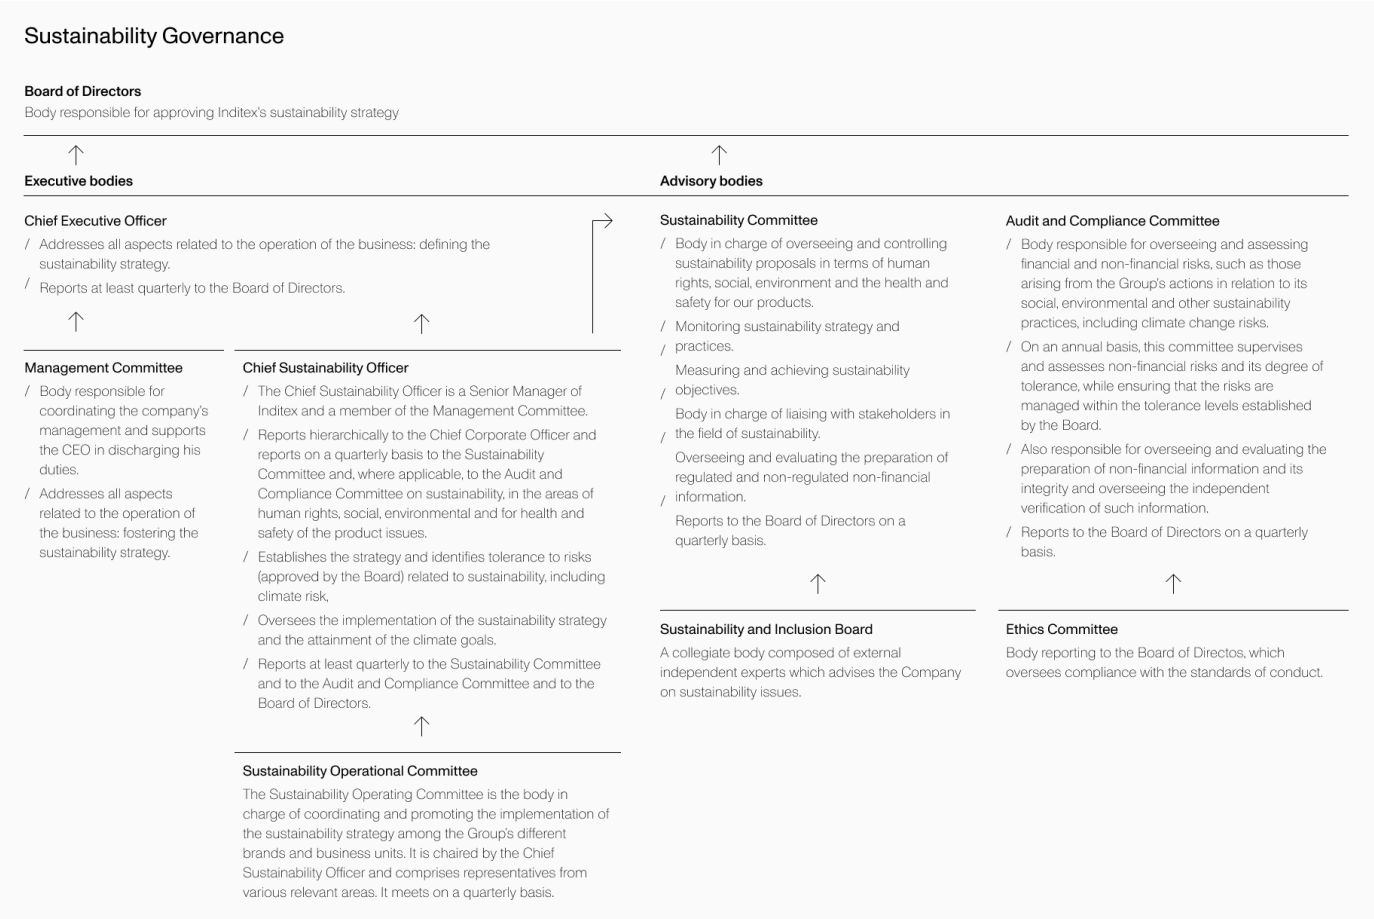 Sustainability Governance
Board of Directors
Body responsible for approving Inditex's sustainability strategy
Executive bodies
Chief Executive Officer
/ Addresses all aspects related to the operation of the business: defining the
sustainability strategy.
/ Reports at least quarterly to the Board of Directors.
Management Committee
/ Body responsible for
coordinating the company's
management and supports
the CEO in discharging his
duties.
/ Addresses all aspects
related to the operation of
the business: fostering the
sustainability strategy.
Chief Sustainability Officer
/ The Chief Sustainability Officer is a Senior Manager of
Inditex and a member of the Management Committee.
/ Reports hierarchically to the Chief Corporate Officer and
reports on a quarterly basis to the Sustainability
Committee and, where applicable, to the Audit and
Compliance Committee on sustainability, in the areas of
human rights, social, environmental and for health and
safety of the product issues.
/ Establishes the strategy and identifies tolerance to risks
(approved by the Board) related to sustainability, including
climate risk,
/ Oversees the implementation of the sustainability strategy
and the attainment of the climate goals.
/ Reports at least quarterly to the Sustainability Committee
and to the Audit and Compliance Committee and to the
Board of Directors.
Sustainability Operational Committee
The Sustainability Operating Committee is the body in
charge of coordinating and promoting the implementation of
the sustainability strategy among the Group's different
brands and business units. It is chaired by the Chief
Sustainability Officer and comprises representatives from
various relevant areas. It meets on a quarterly basis.
Advisory bodies
Sustainability Committee
/ Body in charge of overseeing and controlling
sustainability proposals in terms of human
rights, social, environment and the health and
safety for our products.
/ Monitoring sustainability strategy and
/ practices.
Measuring and achieving sustainability
/ objectives.
Body in charge of liaising with stakeholders in
/ the field of sustainability.
Overseeing and evaluating the preparation of
regulated and non-regulated non-financial
/ information.
Reports to the Board of Directors on a
quarterly basis.
Sustainability and Inclusion Board
A collegiate body composed of external
independent experts which advises the Company
on sustainability issues.
Audit and Compliance Committee
/ Body responsible for overseeing and assessing
financial and non-financial risks, such as those
arising from the Group's actions in relation to its
social, environmental and other sustainability
practices, including climate change risks.
/ On an annual basis, this committee supervises
and assesses non-financial risks and its degree of
tolerance, while ensuring that the risks are
managed within the tolerance levels established
by the Board.
/ Also responsible for overseeing and evaluating the
preparation of non-financial information and its
integrity and overseeing the independent
verification of such information.
/ Reports to the Board of Directors on a quarterly
basis.
Ethics Committee
Body reporting to the Board of Directos, which
oversees compliance with the standards of conduct.